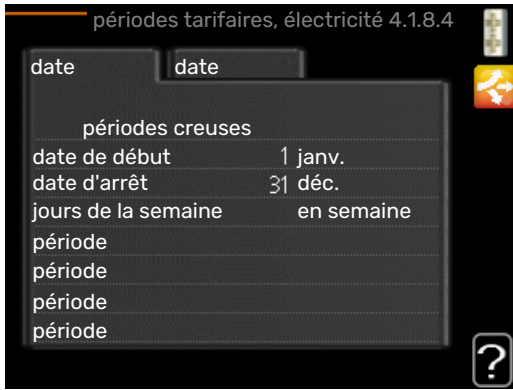 périodes tarifaires, électricité 4.1.8.4
date date
périodes creuses
date de début 1 janv.
date d'arrêt 31 déc.
jours de la semaine en semaine
période
période
période
période
?